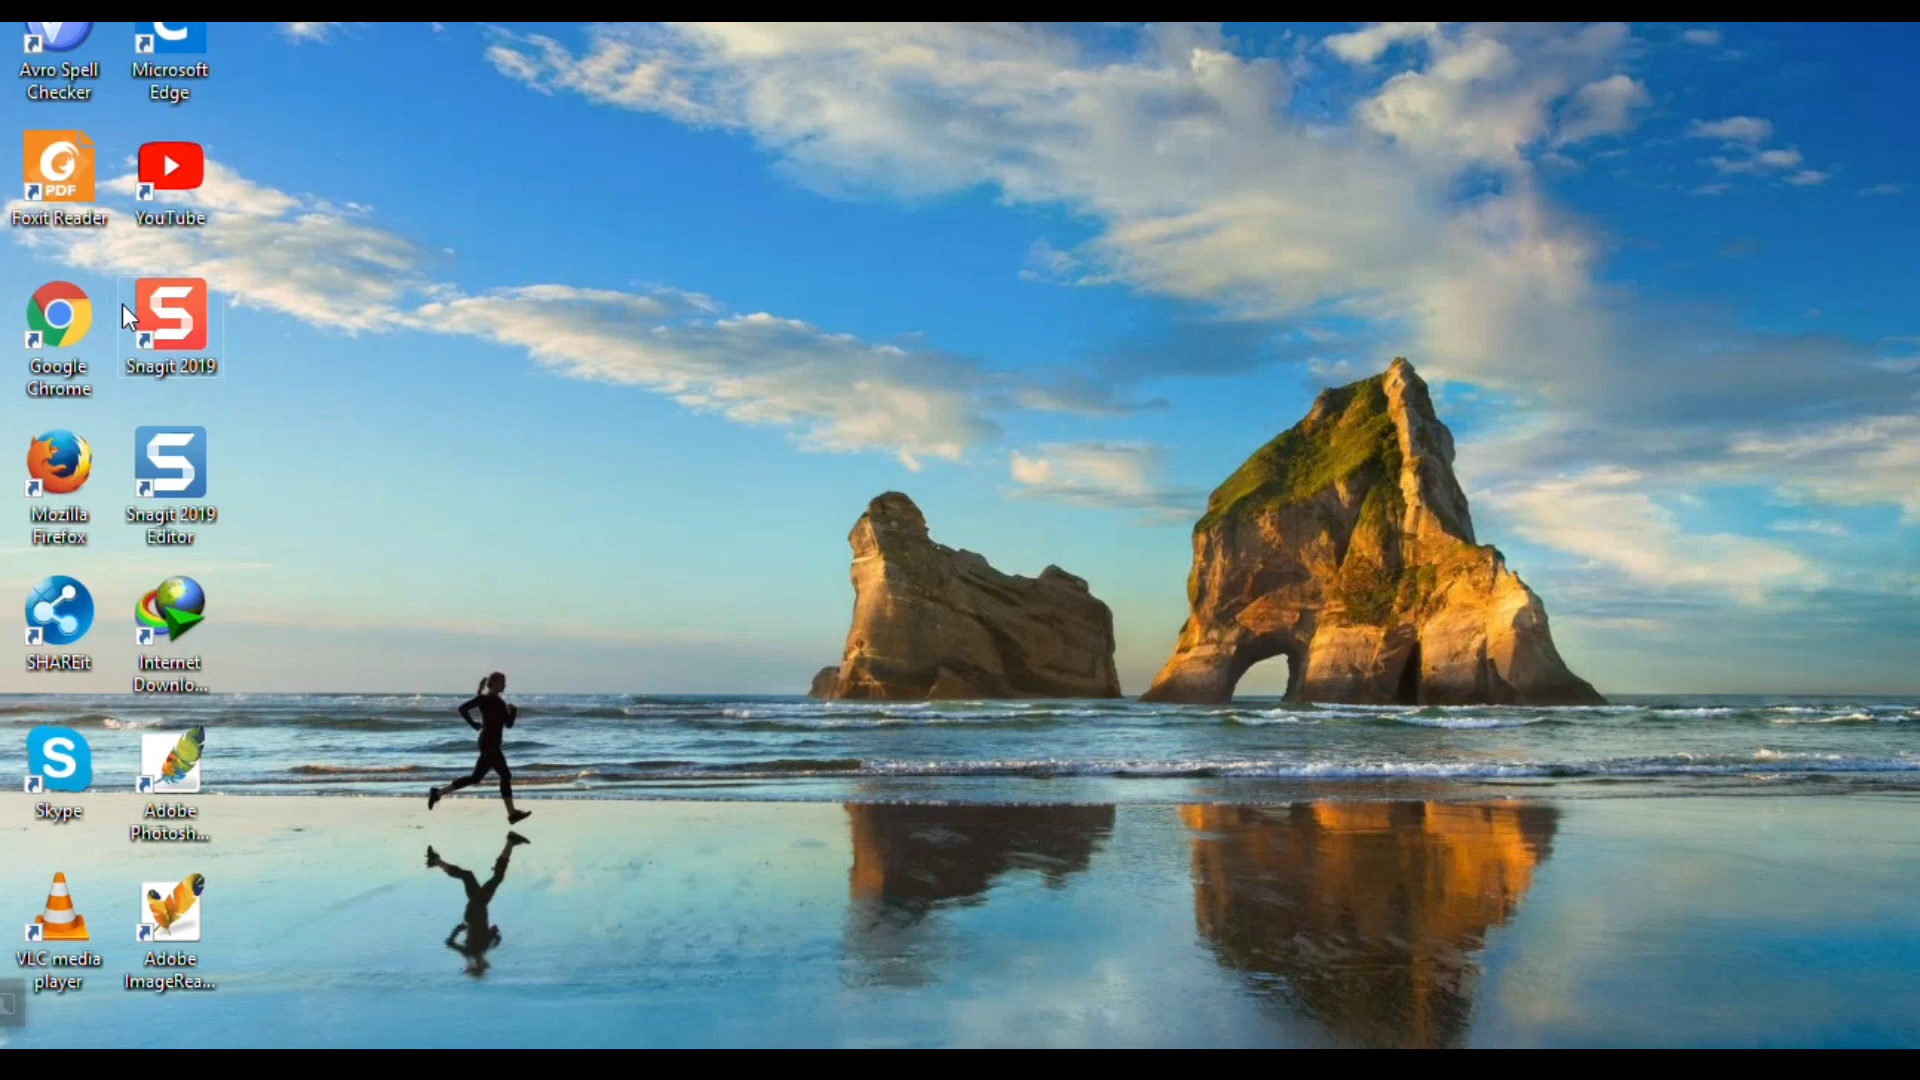 Avro Spell
Checker
Microsoft
Edge
PDF
Foxit Reader
YouTube
Google
Chrome
Snagit 2019
Mozilla
Firefox
Snagit 2019
Editor
SHAREit
Internet
Downlo...
Skype
Adobe
Photosh...
VLC media
player
Adobe
ImageRea...